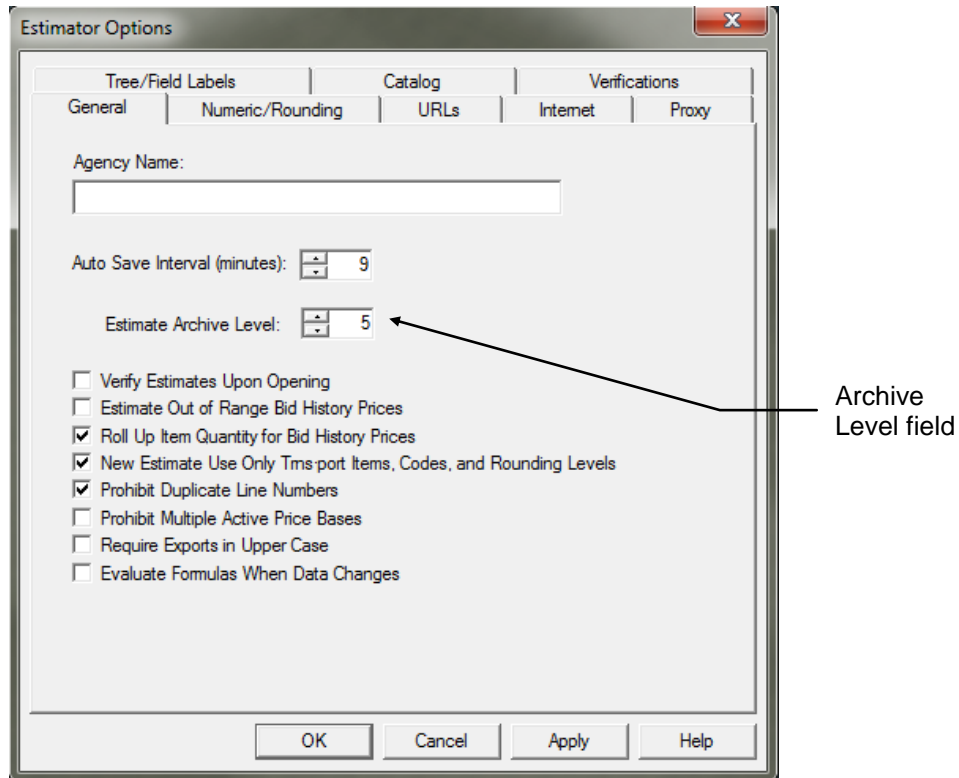 Estimator Options
Tree/Field Labels Catalog Verifications
General Numeric/Rounding URLs Internet Proxy
Agency Name:
Auto Save Interval (minutes): 9
Estimate Archive Level: 5
Verify Estimates Upon Opening
Estimate Out of Range Bid History Prices
Roll Up Item Quantity for Bid History Prices
New Estimate Use Only Trns·port Items, Codes, and Rounding Levels
Prohibit Duplicate Line Numbers
Prohibit Multiple Active Price Bases
Require Exports in Upper Case
Evaluate Formulas When Data Changes
OK Cancel Apply Help
Archive
Level field